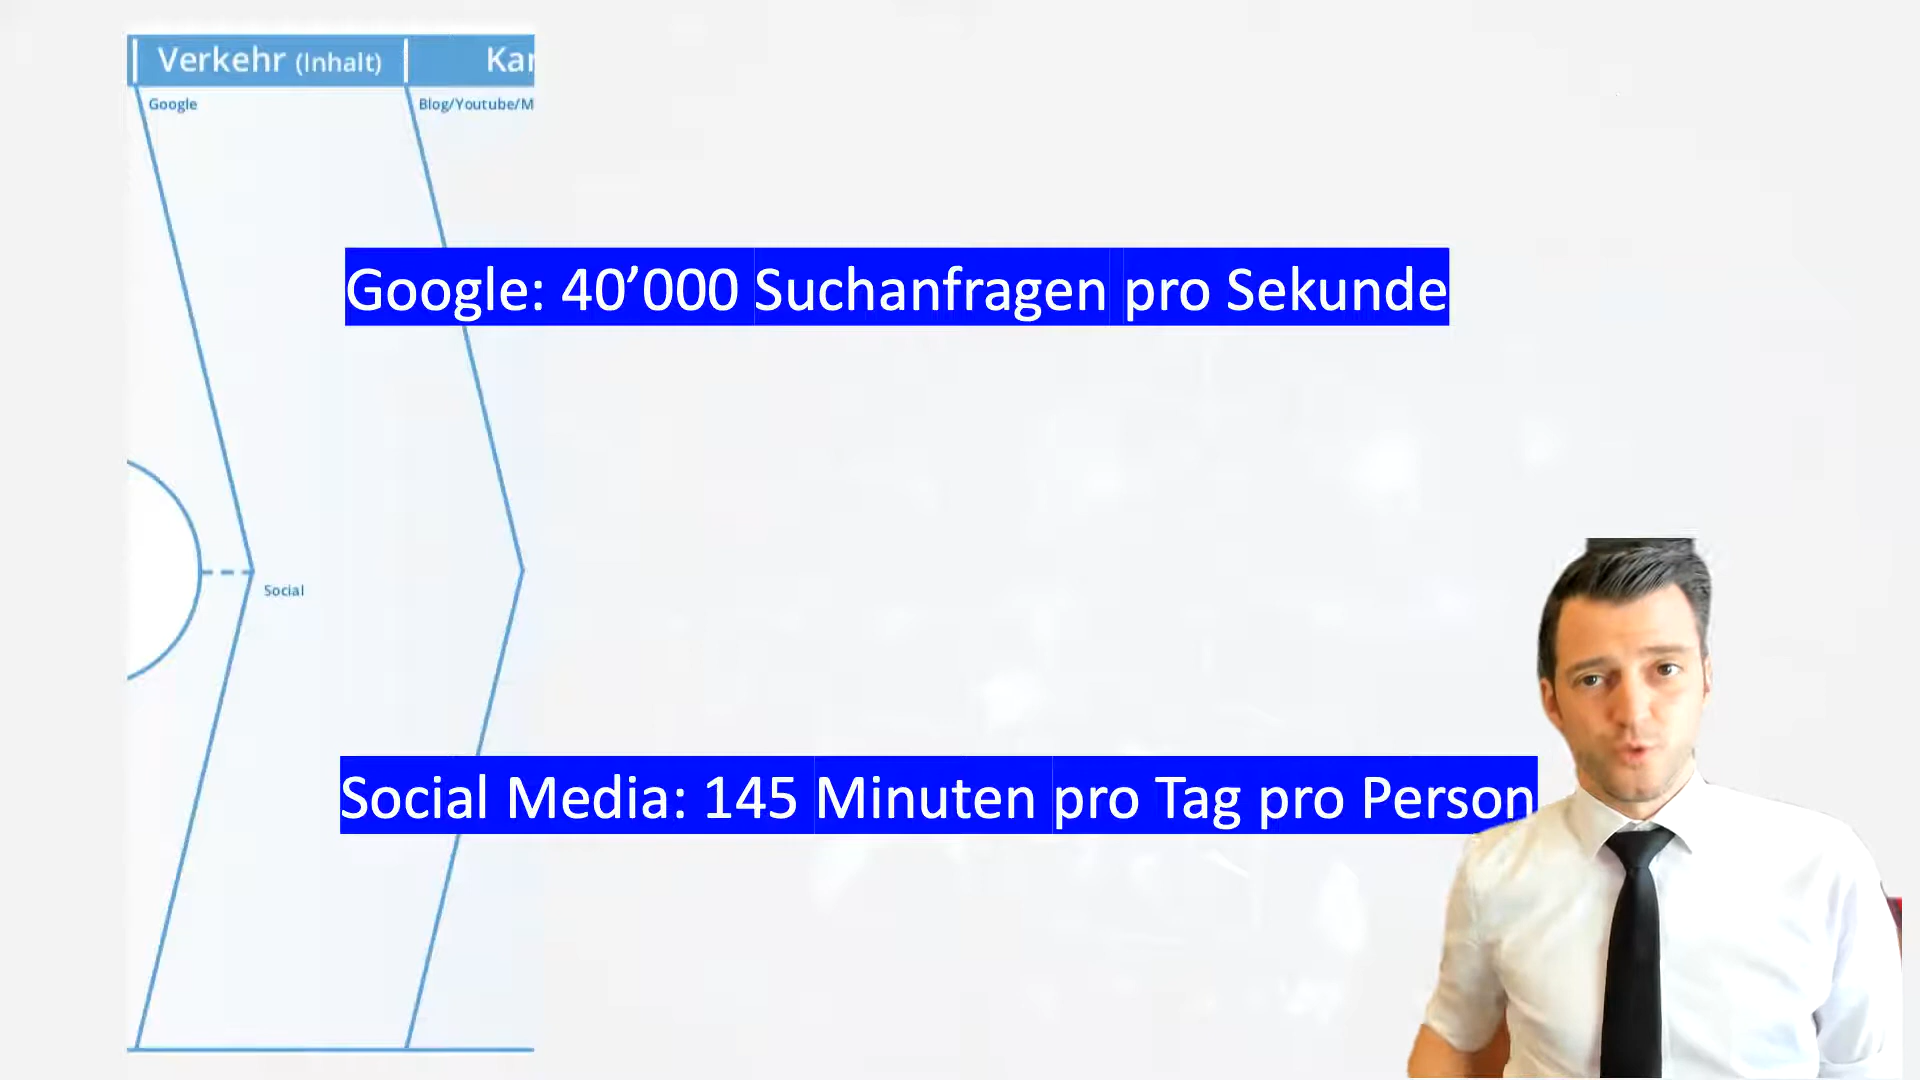 Verkehr (Inhalt)
Kar
Google
Blog/Youtube/M
Google: 40’000 Suchanfragen pro Sekunde
Social
Social Media: 145 Minuten pro Tag pro Person